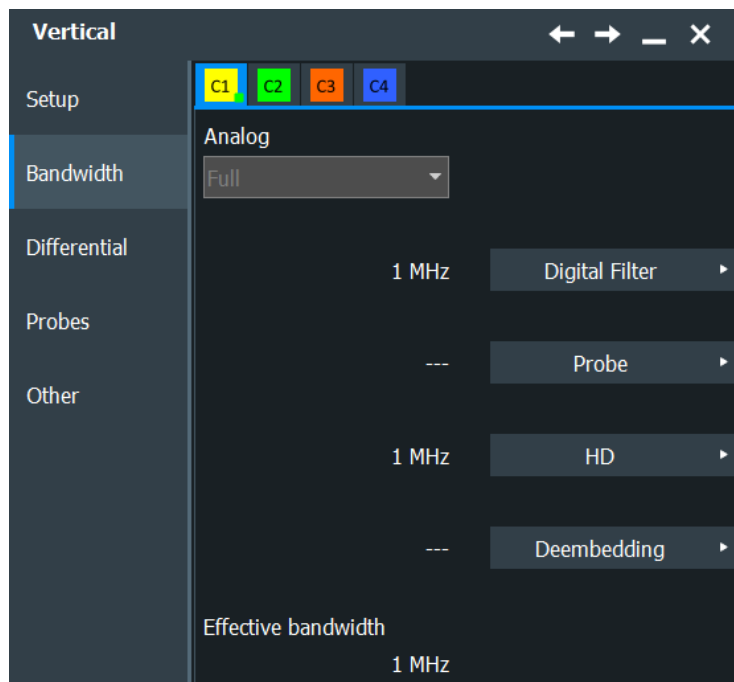 Vertical
Setup
Bandwidth
Differential
Probes
Other
C1 C2 C3 C4
Analog
Full
1 MHz Digital Filter
--- Probe
1 MHz HD
--- Deembedding
Effective bandwidth
1 MHz